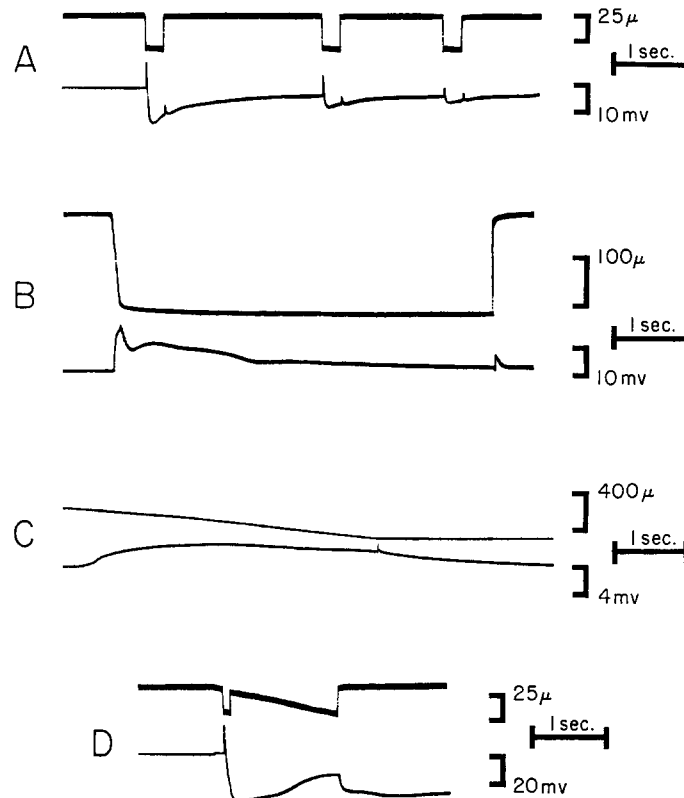 A
25μ
1 sec.
10mv
B
100μ
1 sec.
10mv
C
400μ
1 sec.
4mv
D
25μ
1 sec.
20mv